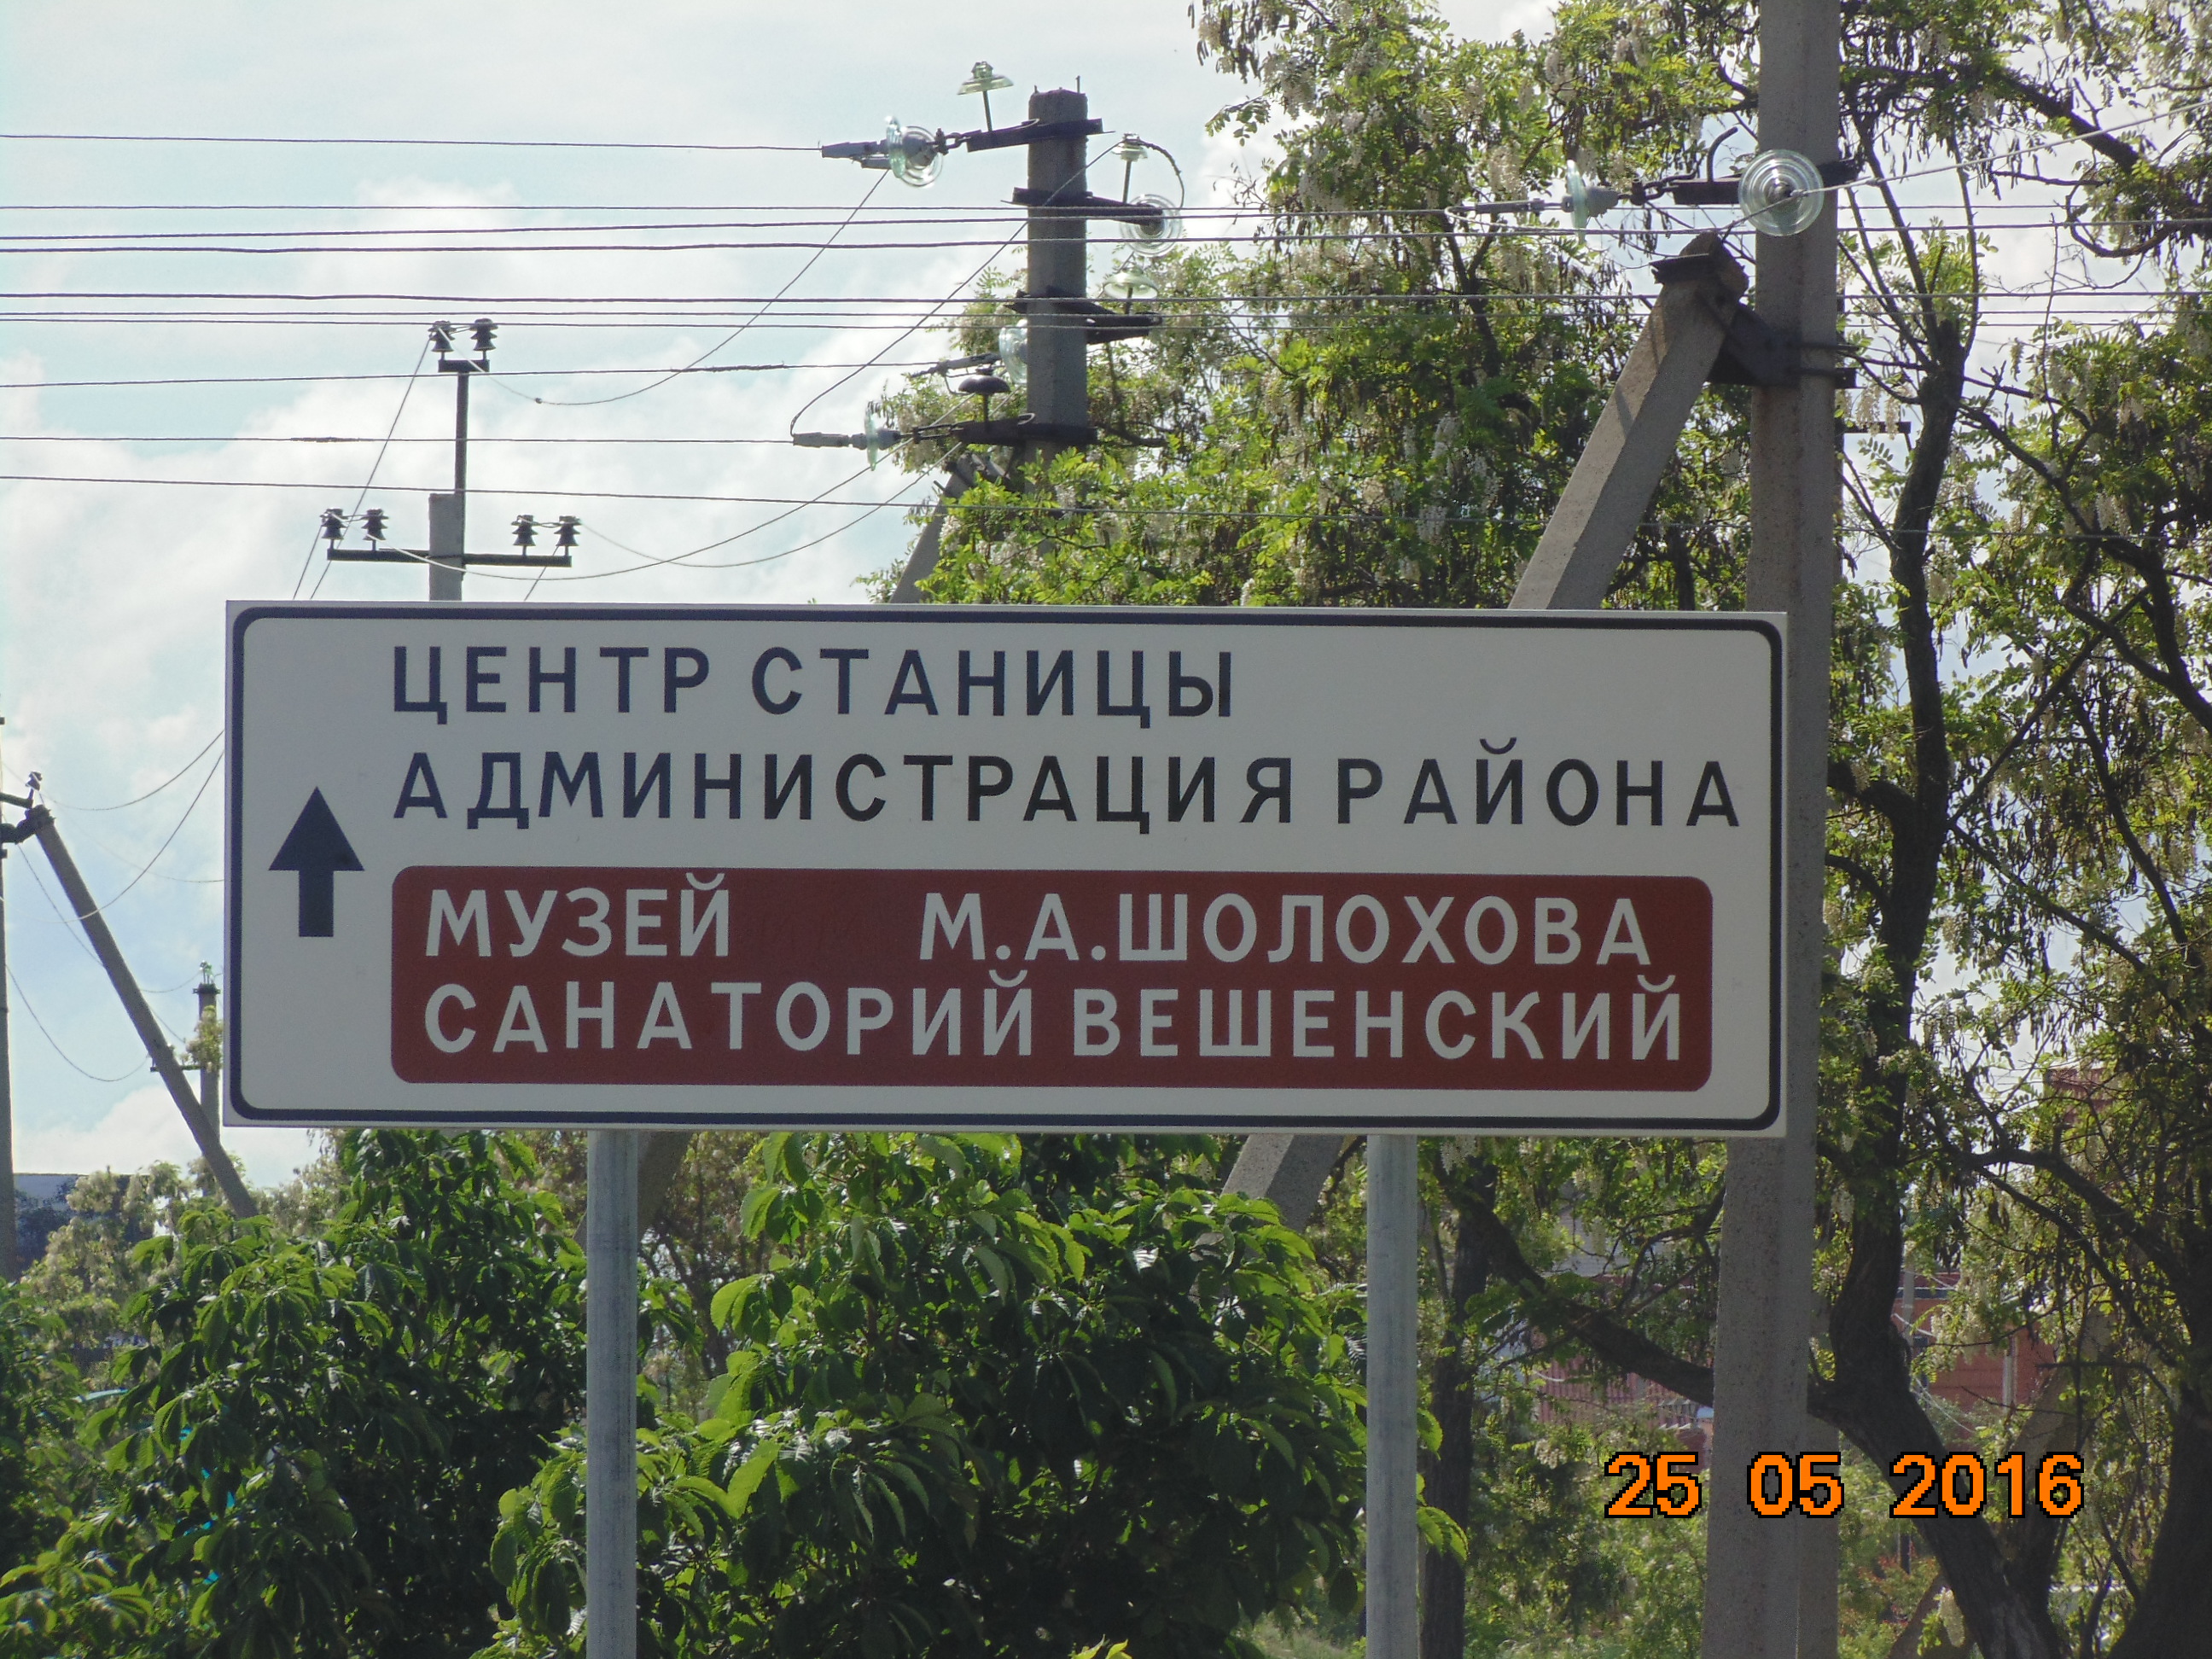 ЦЕНТР СТАНИЦЫ
АДМИНИСТРАЦИЯ РАЙОНА
МУЗЕЙ М.А.ШОЛОХОВА
САНАТОРИЙ ВЕШЕНСКИЙ
25 05 2016